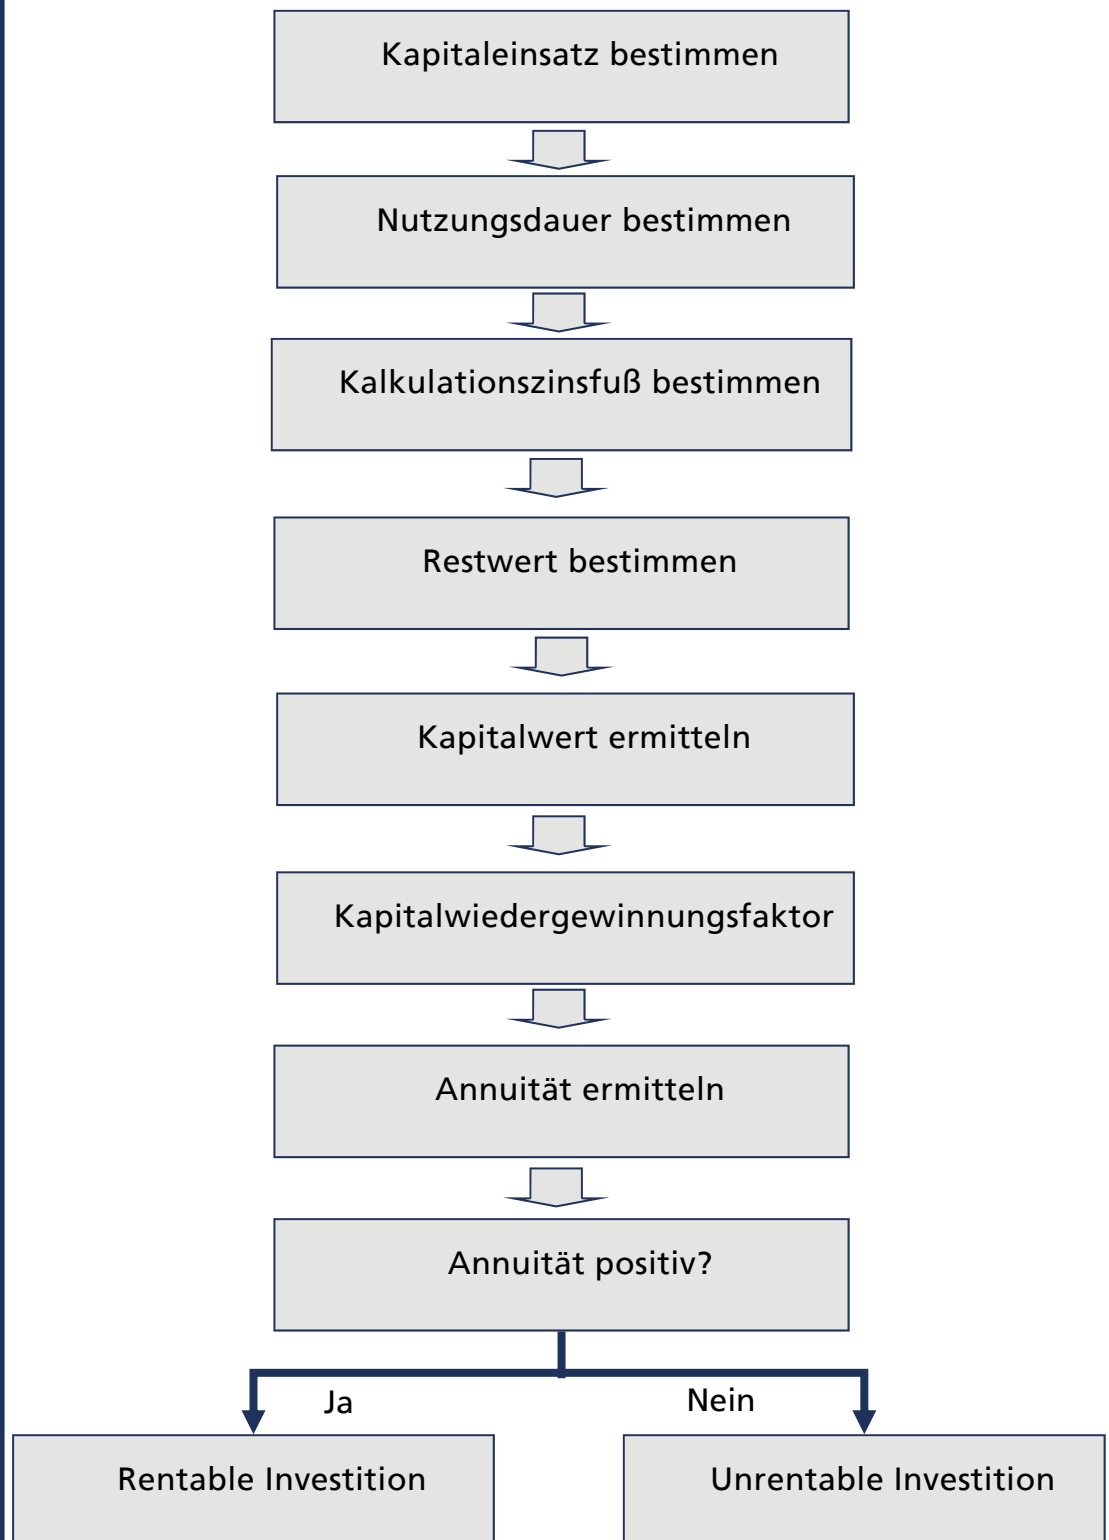 Kapitaleinsatz bestimmen
Nutzungsdauer bestimmen
Kalkulationszinsfuß bestimmen
Restwert bestimmen
Kapitalwert ermitteln
Kapitalwiedergewinnungsfaktor
Annuität ermitteln
Annuität positiv?
Ja
Nein
Rentable Investition
Unrentable Investition